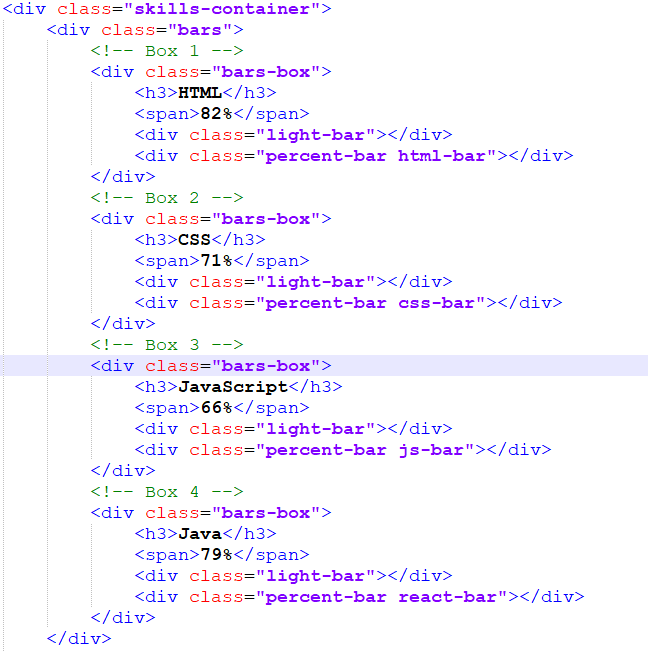 <div class="skills-container">
<div class="bars">
<!-- Box 1 -->
<div class="bars-box">
<h3>HTML</h3>
<span>82%</span>
<div class="light-bar"></div>
<div class="percent-bar html-bar"></div>
</div>
<!-- Box 2 -->
<div class="bars-box">
<h3>CSS</h3>
<span>71%</span>
<div class="light-bar"></div>
<div class="percent-bar css-bar"></div>
</div>
<!-- Box 3 -->
<div class="bars-box">
<h3>JavaScript</h3>
<span>66%</span>
<div class="light-bar"></div>
<div class="percent-bar js-bar"></div>
</div>
<!-- Box 4 -->
<div class="bars-box">
<h3>Java</h3>
<span>79%</span>
<div class="light-bar"></div>
<div class="percent-bar react-bar"></div>
</div>
</div>